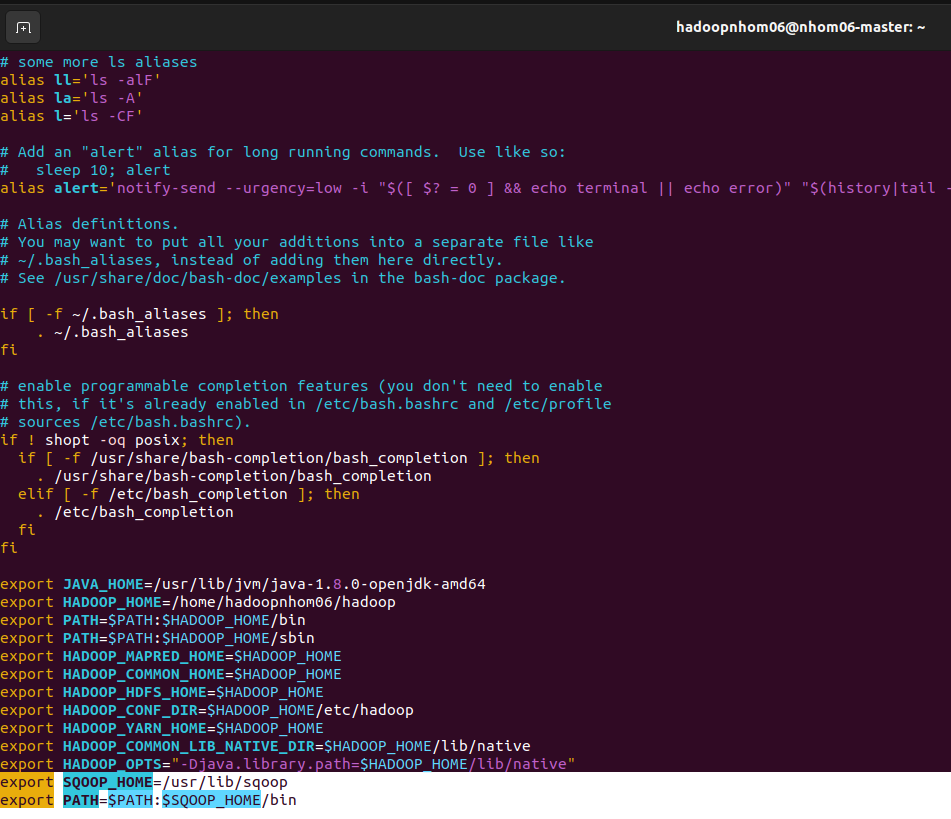 hadoopnhom06@nhom06-master: ~
# some more ls aliases
alias ll='ls -alF'
alias la='ls -A'
alias l='ls -CF'
# Add an "alert" alias for long running commands.  Use like so:
#   sleep 10; alert
alias alert='notify-send --urgency=low -i "$([ $? = 0 ] && echo terminal || echo error)" "$(history|tail -
# Alias definitions.
# You may want to put all your additions into a separate file like
# ~/.bash_aliases, instead of adding them here directly.
# See /usr/share/doc/bash-doc/examples in the bash-doc package.
if [ -f ~/.bash_aliases ]; then
    . ~/.bash_aliases
fi
# enable programmable completion features (you don't need to enable
# this, if it's already enabled in /etc/bash.bashrc and /etc/profile
# sources /etc/bash.bashrc).
if ! shopt -oq posix; then
  if [ -f /usr/share/bash-completion/bash_completion ]; then
    . /usr/share/bash-completion/bash_completion
  elif [ -f /etc/bash_completion ]; then
    . /etc/bash_completion
  fi
fi
export JAVA_HOME=/usr/lib/jvm/java-1.8.0-openjdk-amd64
export HADOOP_HOME=/home/hadoopnhom06/hadoop
export PATH=$PATH:$HADOOP_HOME/bin
export PATH=$PATH:$HADOOP_HOME/sbin
export HADOOP_MAPRED_HOME=$HADOOP_HOME
export HADOOP_COMMON_HOME=$HADOOP_HOME
export HADOOP_HDFS_HOME=$HADOOP_HOME
export HADOOP_CONF_DIR=$HADOOP_HOME/etc/hadoop
export HADOOP_YARN_HOME=$HADOOP_HOME
export HADOOP_COMMON_LIB_NATIVE_DIR=$HADOOP_HOME/lib/native
export HADOOP_OPTS="-Djava.library.path=$HADOOP_HOME/lib/native"
export SQOOP_HOME=/usr/lib/sqoop
export PATH=$PATH:$SQOOP_HOME/bin